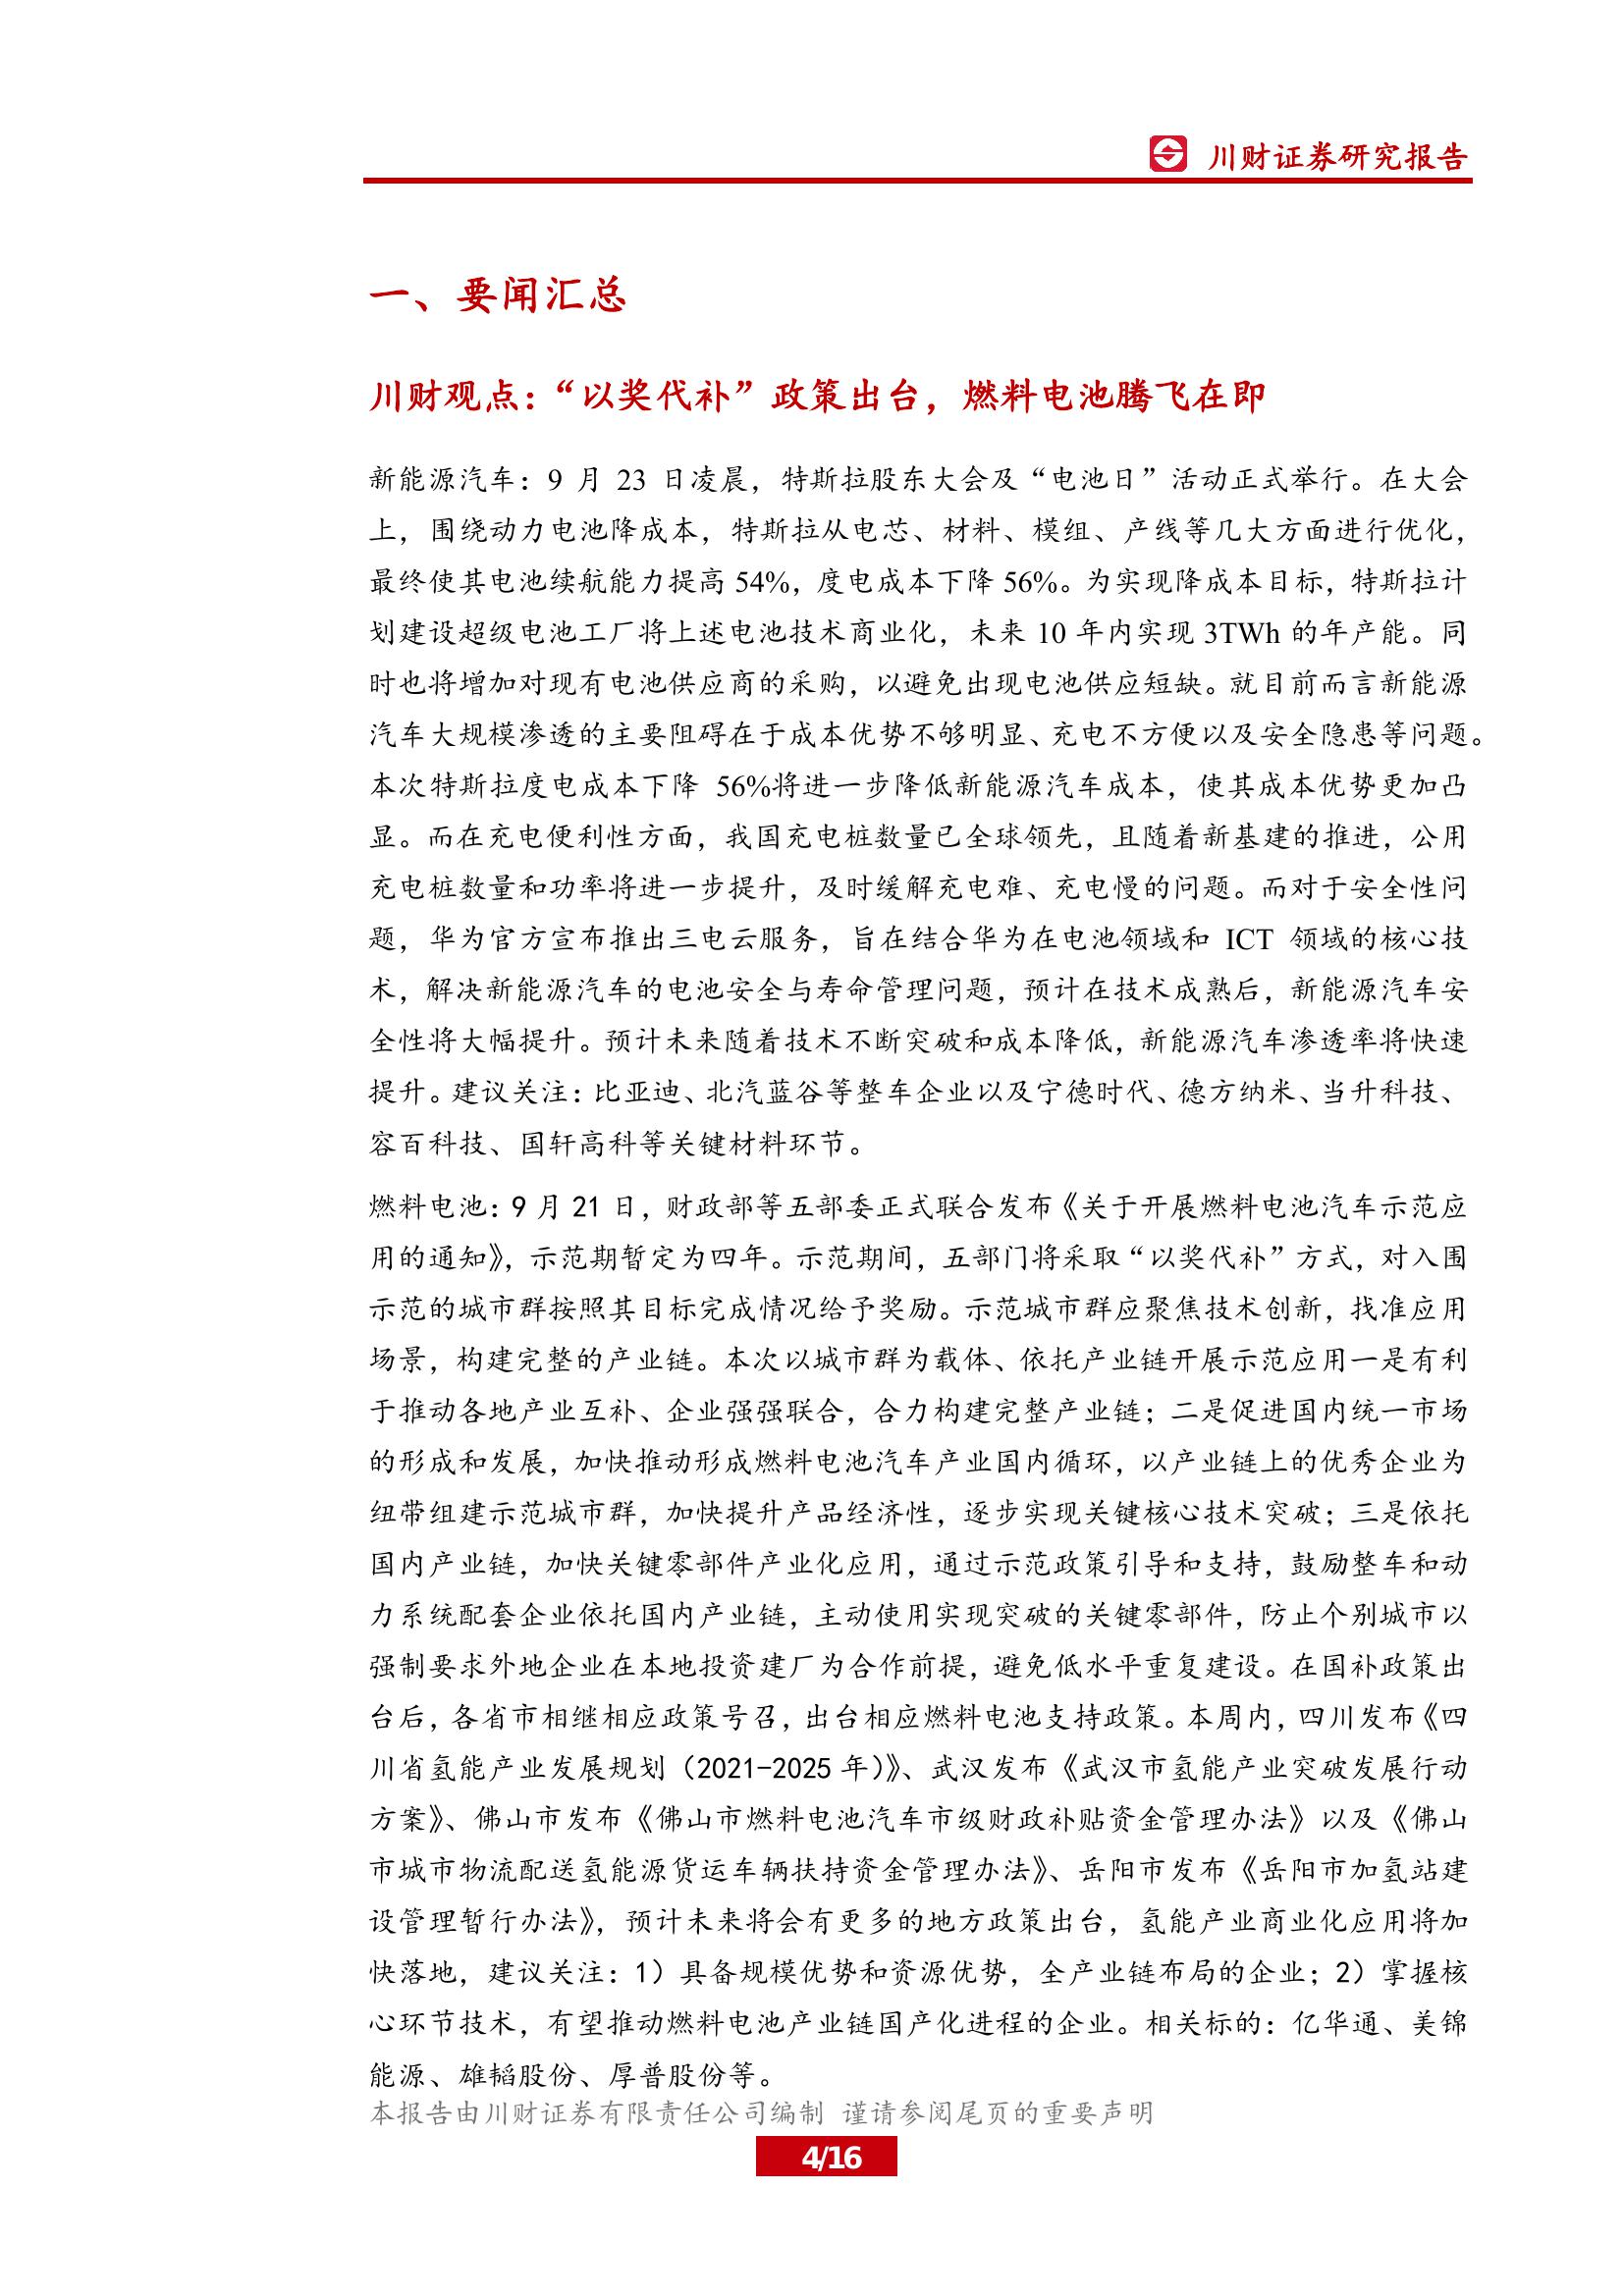 川财证券研究报告
一、要闻汇总
川财观点：“以奖代补”政策出台，燃料电池腾飞在即
新能源汽车：9 月 23 日凌晨，特斯拉股东大会及“电池日”活动正式举行。在大会
上，围绕动力电池降成本，特斯拉从电芯、材料、模组、产线等几大方面进行优化，
最终使其电池续航能力提高 54%，度电成本下降 56%。为实现降成本目标，特斯拉计
划建设超级电池工厂将上述电池技术商业化，未来 10 年内实现 3TWh 的年产能。同
时也将增加对现有电池供应商的采购，以避免出现电池供应短缺。就目前而言新能源
汽车大规模渗透的主要阻碍在于成本优势不够明显、充电不方便以及安全隐患等问题。
本次特斯拉度电成本下降 56%将进一步降低新能源汽车成本，使其成本优势更加凸
显。而在充电便利性方面，我国充电桩数量已全球领先，且随着新基建的推进，公用
充电桩数量和功率将进一步提升，及时缓解充电难、充电慢的问题。而对于安全性问
题，华为官方宣布推出三电云服务，旨在结合华为在电池领域和 ICT 领域的核心技
术，解决新能源汽车的电池安全与寿命管理问题，预计在技术成熟后，新能源汽车安
全性将大幅提升。预计未来随着技术不断突破和成本降低，新能源汽车渗透率将快速
提升。建议关注：比亚迪、北汽蓝谷等整车企业以及宁德时代、德方纳米、当升科技、
容百科技、国轩高科等关键材料环节。
燃料电池：9 月 21 日，财政部等五部委正式联合发布《关于开展燃料电池汽车示范应
用的通知》，示范期暂定为四年。示范期间，五部门将采取“以奖代补”方式，对入围
示范的城市群按照其目标完成情况给予奖励。示范城市群应聚焦技术创新，找准应用
场景，构建完整的产业链。本次以城市群为载体、依托产业链开展示范应用一是有利
于推动各地产业互补、企业强强联合，合力构建完整产业链；二是促进国内统一市场
的形成和发展，加快推动形成燃料电池汽车产业国内循环，以产业链上的优秀企业为
纽带组建示范城市群，加快提升产品经济性，逐步实现关键核心技术突破；三是依托
国内产业链，加快关键零部件产业化应用，通过示范政策引导和支持，鼓励整车和动
力系统配套企业依托国内产业链，主动使用实现突破的关键零部件，防止个别城市以
强制要求外地企业在本地投资建厂为合作前提，避免低水平重复建设。在国补政策出
台后，各省市相继相应政策号召，出台相应燃料电池支持政策。本周内，四川发布《四
川省氢能产业发展规划（2021-2025 年）》、武汉发布《武汉市氢能产业突破发展行动
方案》、佛山市发布《佛山市燃料电池汽车市级财政补贴资金管理办法》以及《佛山
市城市物流配送氢能源货运车辆扶持资金管理办法》、岳阳市发布《岳阳市加氢站建
设管理暂行办法》，预计未来将会有更多的地方政策出台，氢能产业商业化应用将加
快落地，建议关注：1）具备规模优势和资源优势，全产业链布局的企业；2）掌握核
心环节技术，有望推动燃料电池产业链国产化进程的企业。相关标的：亿华通、美锦
能源、雄韬股份、厚普股份等。
本报告由川财证券有限责任公司编制 谨请参阅尾页的重要声明
4/16